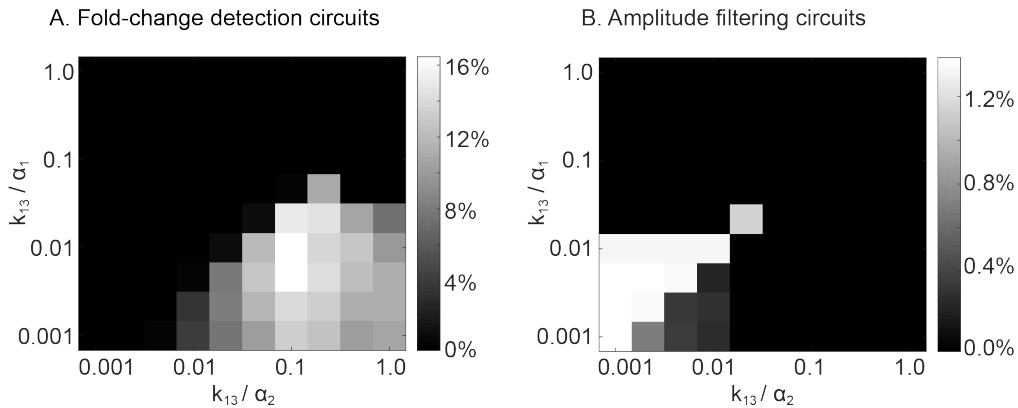 A. Fold-change detection circuits
1.0
0.1
0.01
0.001
k₁₃ / α₁
0.001 0.01 0.1 1.0
k₁₃ / α₂
16%
12%
8%
4%
0%
B. Amplitude filtering circuits
1.0
0.1
0.01
0.001
k₁₃ / α₁
0.001 0.01 0.1 1.0
k₁₃ / α₂
1.2%
0.8%
0.4%
0.0%